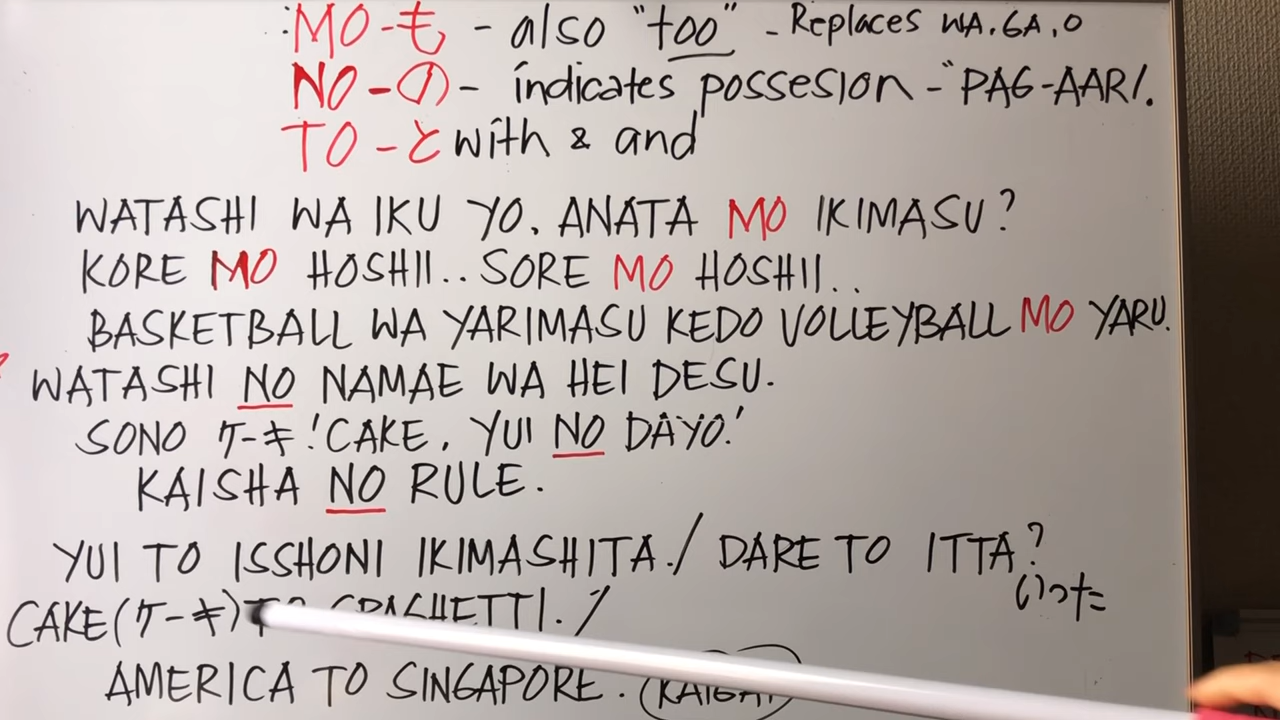 MO-も - also "too" - Replaces WA.GA.O
NO-の - indicates possesion - "PAG-AARI.
TO-と with & and
WATASHI WA IKU YO. ANATA MO IKIMASU?
KORE MO HOSHII.. SORE MO HOSHII..
BASKETBALL WA YARIMASU KEDO VOLLEYBALL MO YARU.
WATASHI NO NAMAE WA HEI DESU.
SONO ケーキ! CAKE. YUI NO DAYO!
KAISHA NO RULE.
YUI TO ISSHONI IKIMASHITA./ DARE TO ITTA?
いった
CAKE(ケーキ) TO SPAGHETTI./
AMERICA TO SINGAPORE.